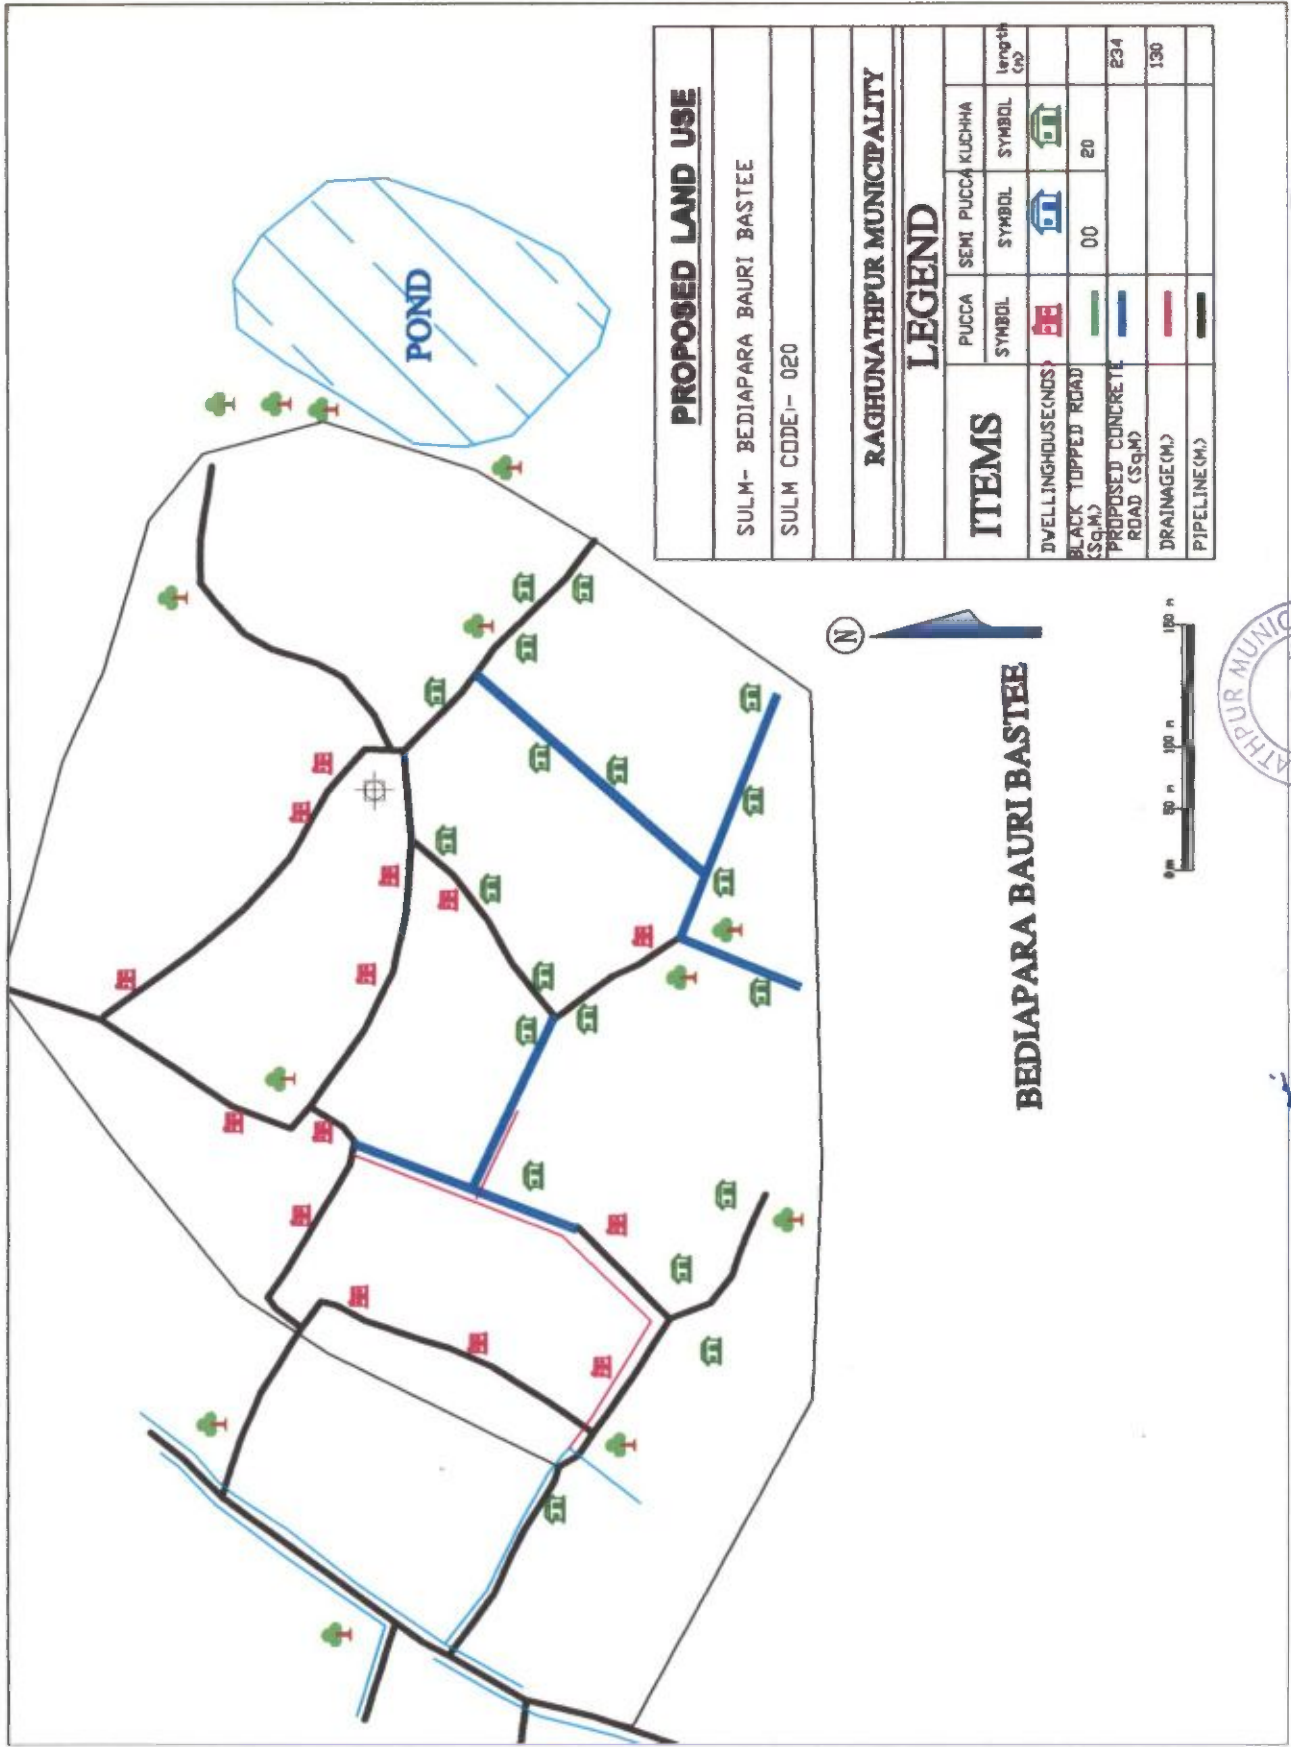 POND
PROPOSED LAND USE
SULM- BEDIAPARA BAURI BASTEE
SULM CODE:- 020
RAGHUNATHPUR MUNICIPALITY
LEGEND
ITEMS
PUCCA SEMI PUCCA KUCHHA
SYMBOL SYMBOL SYMBOL length (m)
DWELLINGHOUSE(NOS)
BLACK TOPPED ROAD 00 20
(Sq.M.)
PROPOSED CONCRETE 234
ROAD (Sq.M)
DRAINAGE(M.) 130
PIPELINE(M.)
N
BEDIAPARA BAURI BASTEE
0 m 50 m 100 m 150 m
ATHPUR MUNIC